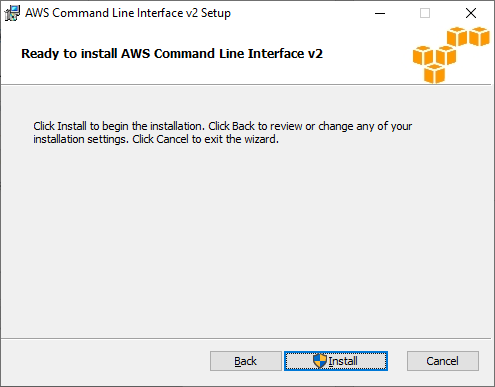 AWS Command Line Interface v2 Setup
Ready to install AWS Command Line Interface v2
Click Install to begin the installation. Click Back to review or change any of your
installation settings. Click Cancel to exit the wizard.
Back Install Cancel